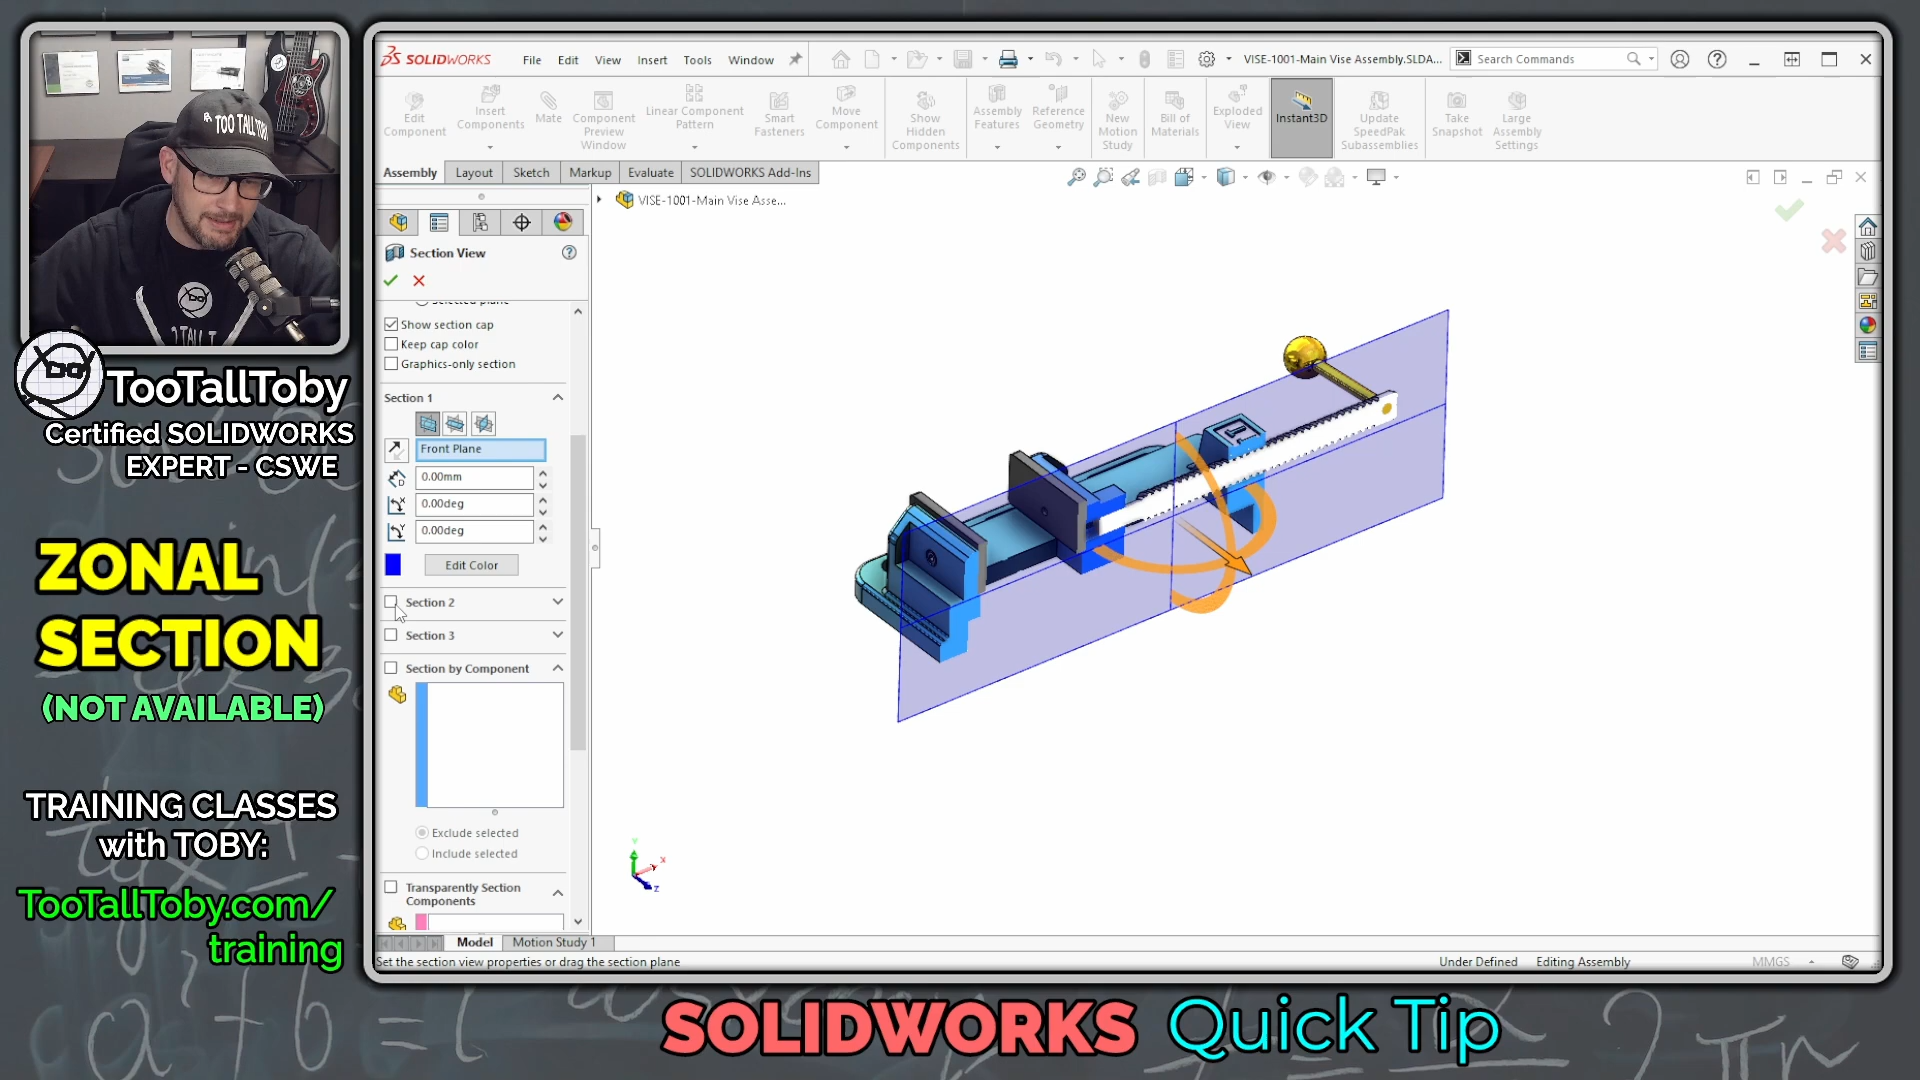 TOO TALL TOBY
TooTallToby
Certified SOLIDWORKS
EXPERT - CSWE
ZONAL
SECTION
(NOT AVAILABLE)
TRAINING CLASSES
with TOBY:
TooTallToby.com/
training
SOLIDWORKS
File Edit View Insert Tools Window
VISE-1001-Main Vise Assembly.SLDA...
Search Commands
Edit
Component
Insert
Components
Mate
Component
Preview
Window
Linear Component
Pattern
Smart
Fasteners
Move
Component
Show
Hidden
Components
Assembly
Features
Reference
Geometry
New
Motion
Study
Bill of
Materials
Exploded
View
Instant3D
Update
SpeedPak
Subassemblies
Take
Snapshot
Large
Assembly
Settings
Assembly Layout Sketch Markup Evaluate SOLIDWORKS Add-Ins
VISE-1001-Main Vise Asse...
Section View
Selected plane
Show section cap
Keep cap color
Graphics-only section
Section 1
Front Plane
0.00mm
0.00deg
0.00deg
Edit Color
Section 2
Section 3
Section by Component
Exclude selected
Include selected
Transparently Section
Components
Y
X
Z
Model Motion Study 1
Set the section view properties or drag the section plane
Under Defined Editing Assembly MMGS
SOLIDWORKS Quick Tip